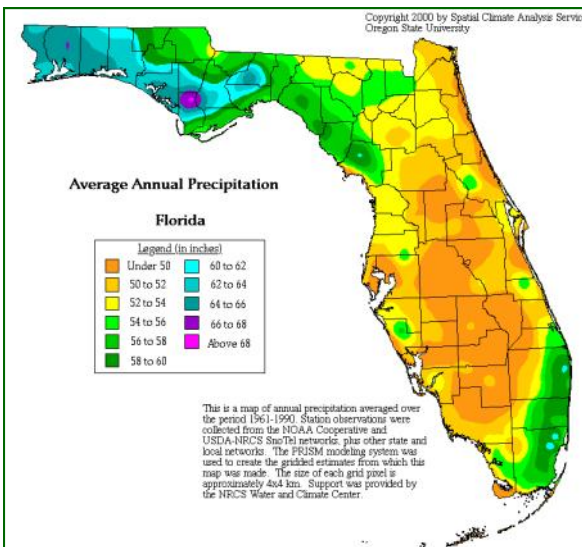 Copyright 2000 by Spatial Climate Analysis Servic
Oregon State University
Average Annual Precipitation
Florida
Legend (in inches)
Under 50
50 to 52
52 to 54
54 to 56
56 to 58
58 to 60
60 to 62
62 to 64
64 to 66
66 to 68
Above 68
This is a map of annual precipitation averaged over
the period 1961-1990. Station observations were
collected from the NOAA Cooperative and
USDA-NRCS SnoTel networks, plus other state and
local networks. The PRISM modeling system was
used to create the gridded estimates from which this
map was made. The size of each grid pixel is
approximately 4x4 km. Support was provided by
the NRCS Water and Climate Center.